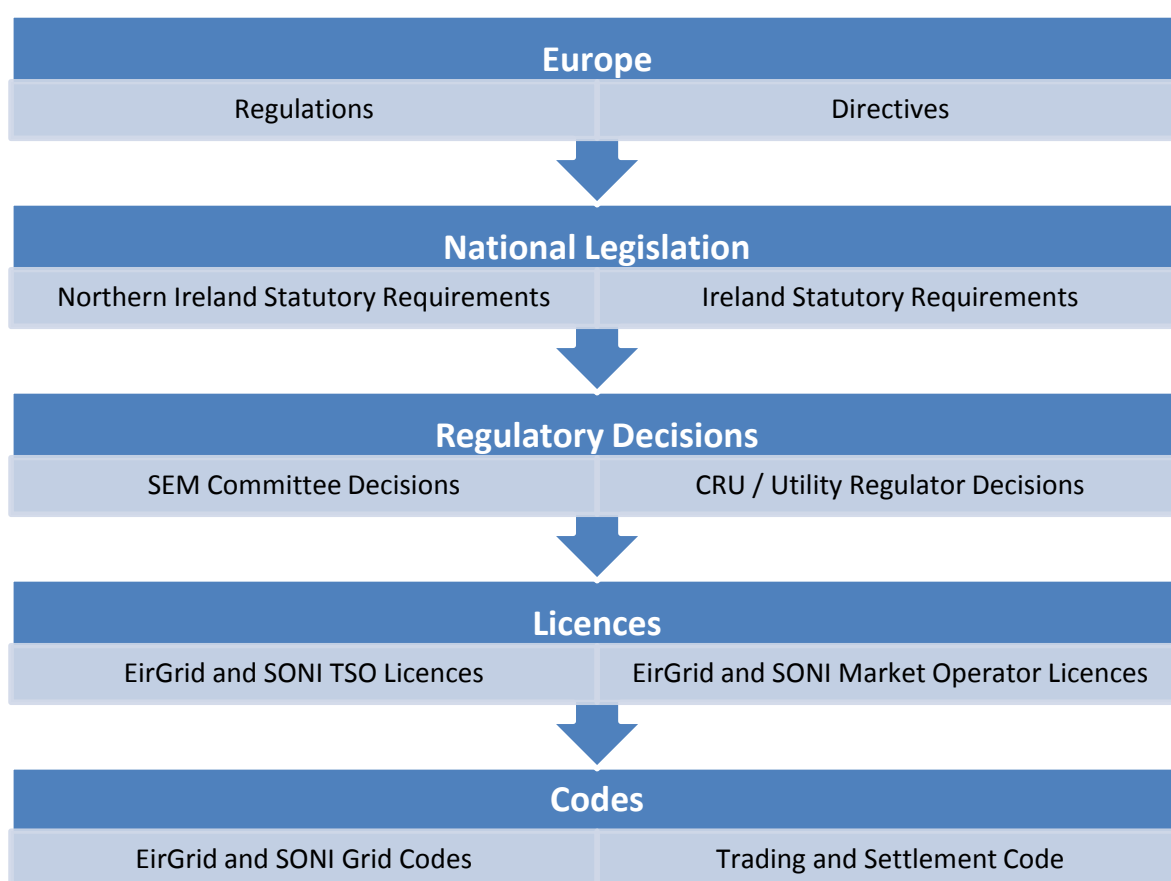 Europe
Regulations
Directives
National Legislation
Northern Ireland Statutory Requirements
Ireland Statutory Requirements
Regulatory Decisions
SEM Committee Decisions
CRU / Utility Regulator Decisions
Licences
EirGrid and SONI TSO Licences
EirGrid and SONI Market Operator Licences
Codes
EirGrid and SONI Grid Codes
Trading and Settlement Code